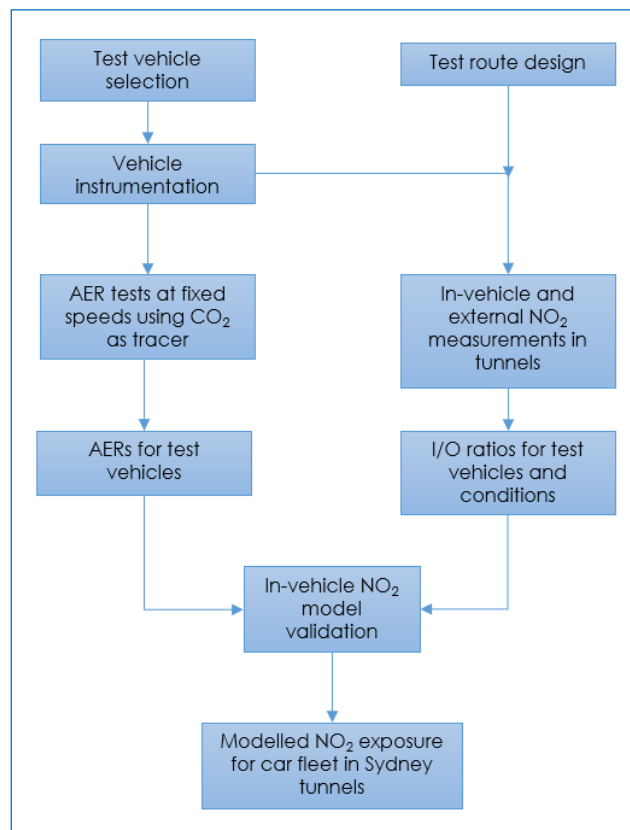 Test vehicle
selection
Test route design
Vehicle
instrumentation
AER tests at fixed
speeds using CO₂
as tracer
In-vehicle and
external NO₂
measurements in
tunnels
AERs for test
vehicles
I/O ratios for test
vehicles and
conditions
In-vehicle NO₂
model
validation
Modelled NO₂ exposure
for car fleet in Sydney
tunnels